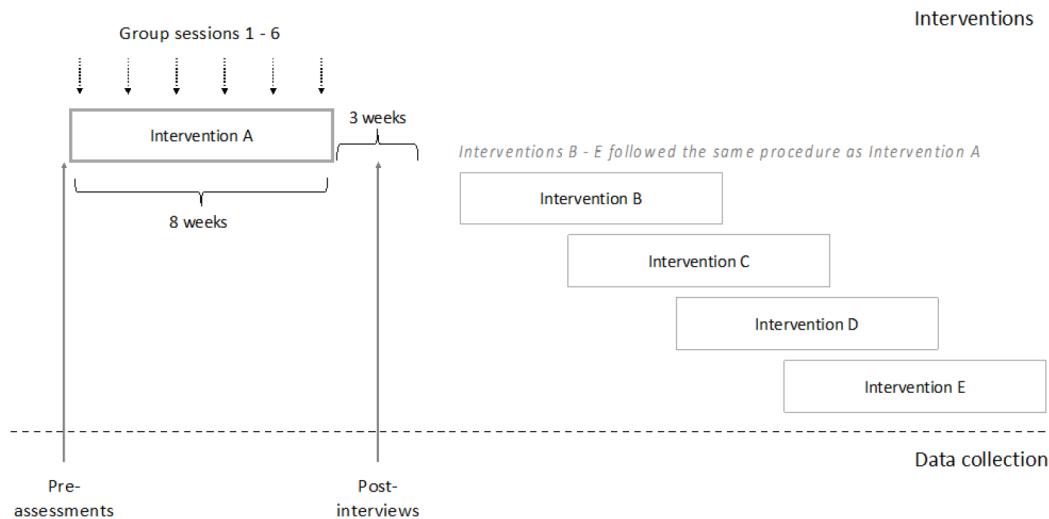 Interventions
Group sessions 1 - 6
Intervention A
3 weeks
8 weeks
Interventions B - E followed the same procedure as Intervention A
Intervention B
Intervention C
Intervention D
Intervention E
Data collection
Pre-
assessments
Post-
interviews